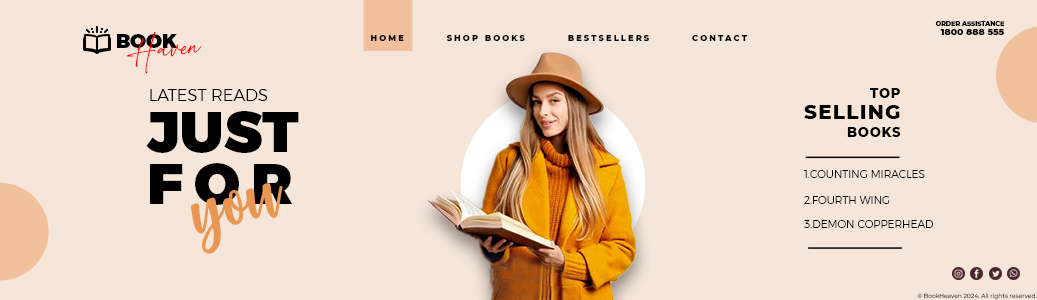 BOOK
Haven
HOME
SHOP BOOKS
BESTSELLERS
CONTACT
ORDER ASSISTANCE
1800 888 555
LATEST READS
JUST
FOR
you
TOP
SELLING
BOOKS
1.COUNTING MIRACLES
2.FOURTH WING
3.DEMON COPPERHEAD
© BookHeaven 2024. All rights reserved.